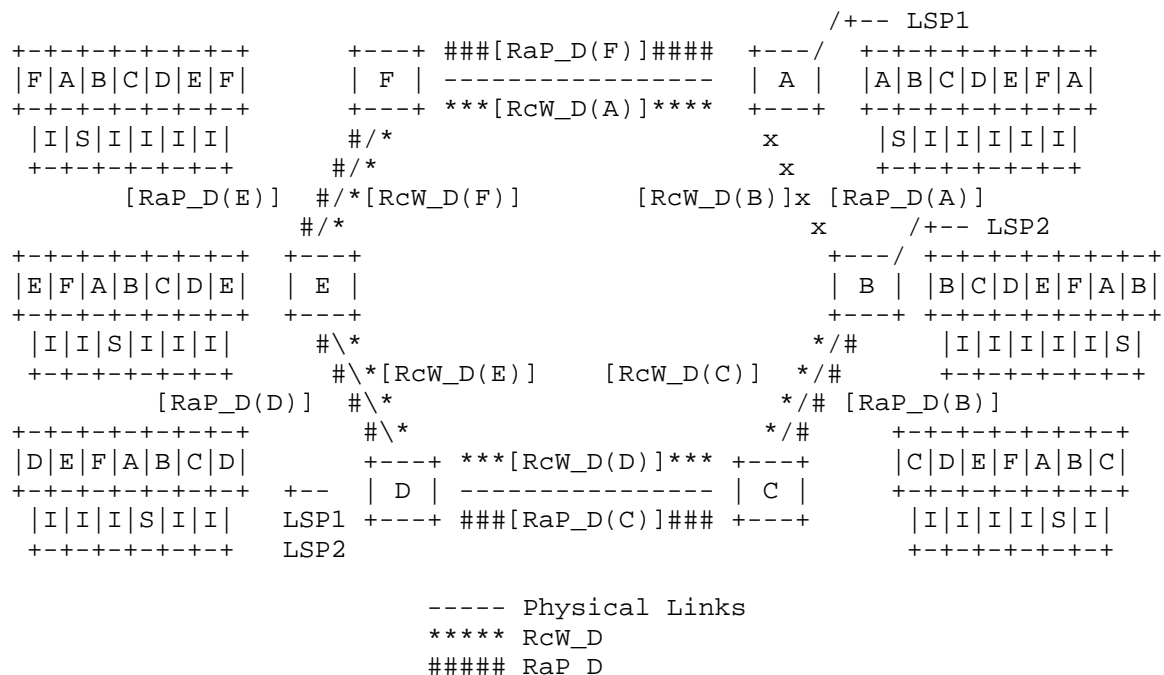 /+-- LSP1
+-+-+-+-+-+-+-+      +---+ ###[RaP_D(F)]####  +---/  +-+-+-+-+-+-+-+
|F|A|B|C|D|E|F|      | F | -----------------  | A |  |A|B|C|D|E|F|A|
+-+-+-+-+-+-+-+      +---+ ***[RcW_D(A)]****  +---+  +-+-+-+-+-+-+-+
 |I|S|I|I|I|I|       #/*                       x      |S|I|I|I|I|I|
 +-+-+-+-+-+-+      #/*                         x     +-+-+-+-+-+-+
       [RaP_D(E)]  #/*[RcW_D(F)]       [RcW_D(B)]x [RaP_D(A)]
                  #/*                             x     /+-- LSP2
+-+-+-+-+-+-+-+  +---+                             +---/ +-+-+-+-+-+-+-+
|E|F|A|B|C|D|E|  | E |                             | B | |B|C|D|E|F|A|B|
+-+-+-+-+-+-+-+  +---+                             +---+ +-+-+-+-+-+-+-+
 |I|I|S|I|I|I|     #\*                            */#     |I|I|I|I|I|S|
 +-+-+-+-+-+-+      #\*[RcW_D(E)]    [RcW_D(C)]  */#      +-+-+-+-+-+-+
         [RaP_D(D)]  #\*                        */# [RaP_D(B)]
+-+-+-+-+-+-+-+       #\*                      */#     +-+-+-+-+-+-+-+
|D|E|F|A|B|C|D|       +---+ ***[RcW_D(D)]*** +---+     |C|D|E|F|A|B|C|
+-+-+-+-+-+-+-+  +--  | D | ---------------- | C |     +-+-+-+-+-+-+-+
 |I|I|I|S|I|I|   LSP1 +---+ ###[RaP_D(C)]### +---+      |I|I|I|I|S|I|
 +-+-+-+-+-+-+   LSP2                                   +-+-+-+-+-+-+
                          ----- Physical Links
                          ***** RcW_D
                          ##### RaP_D